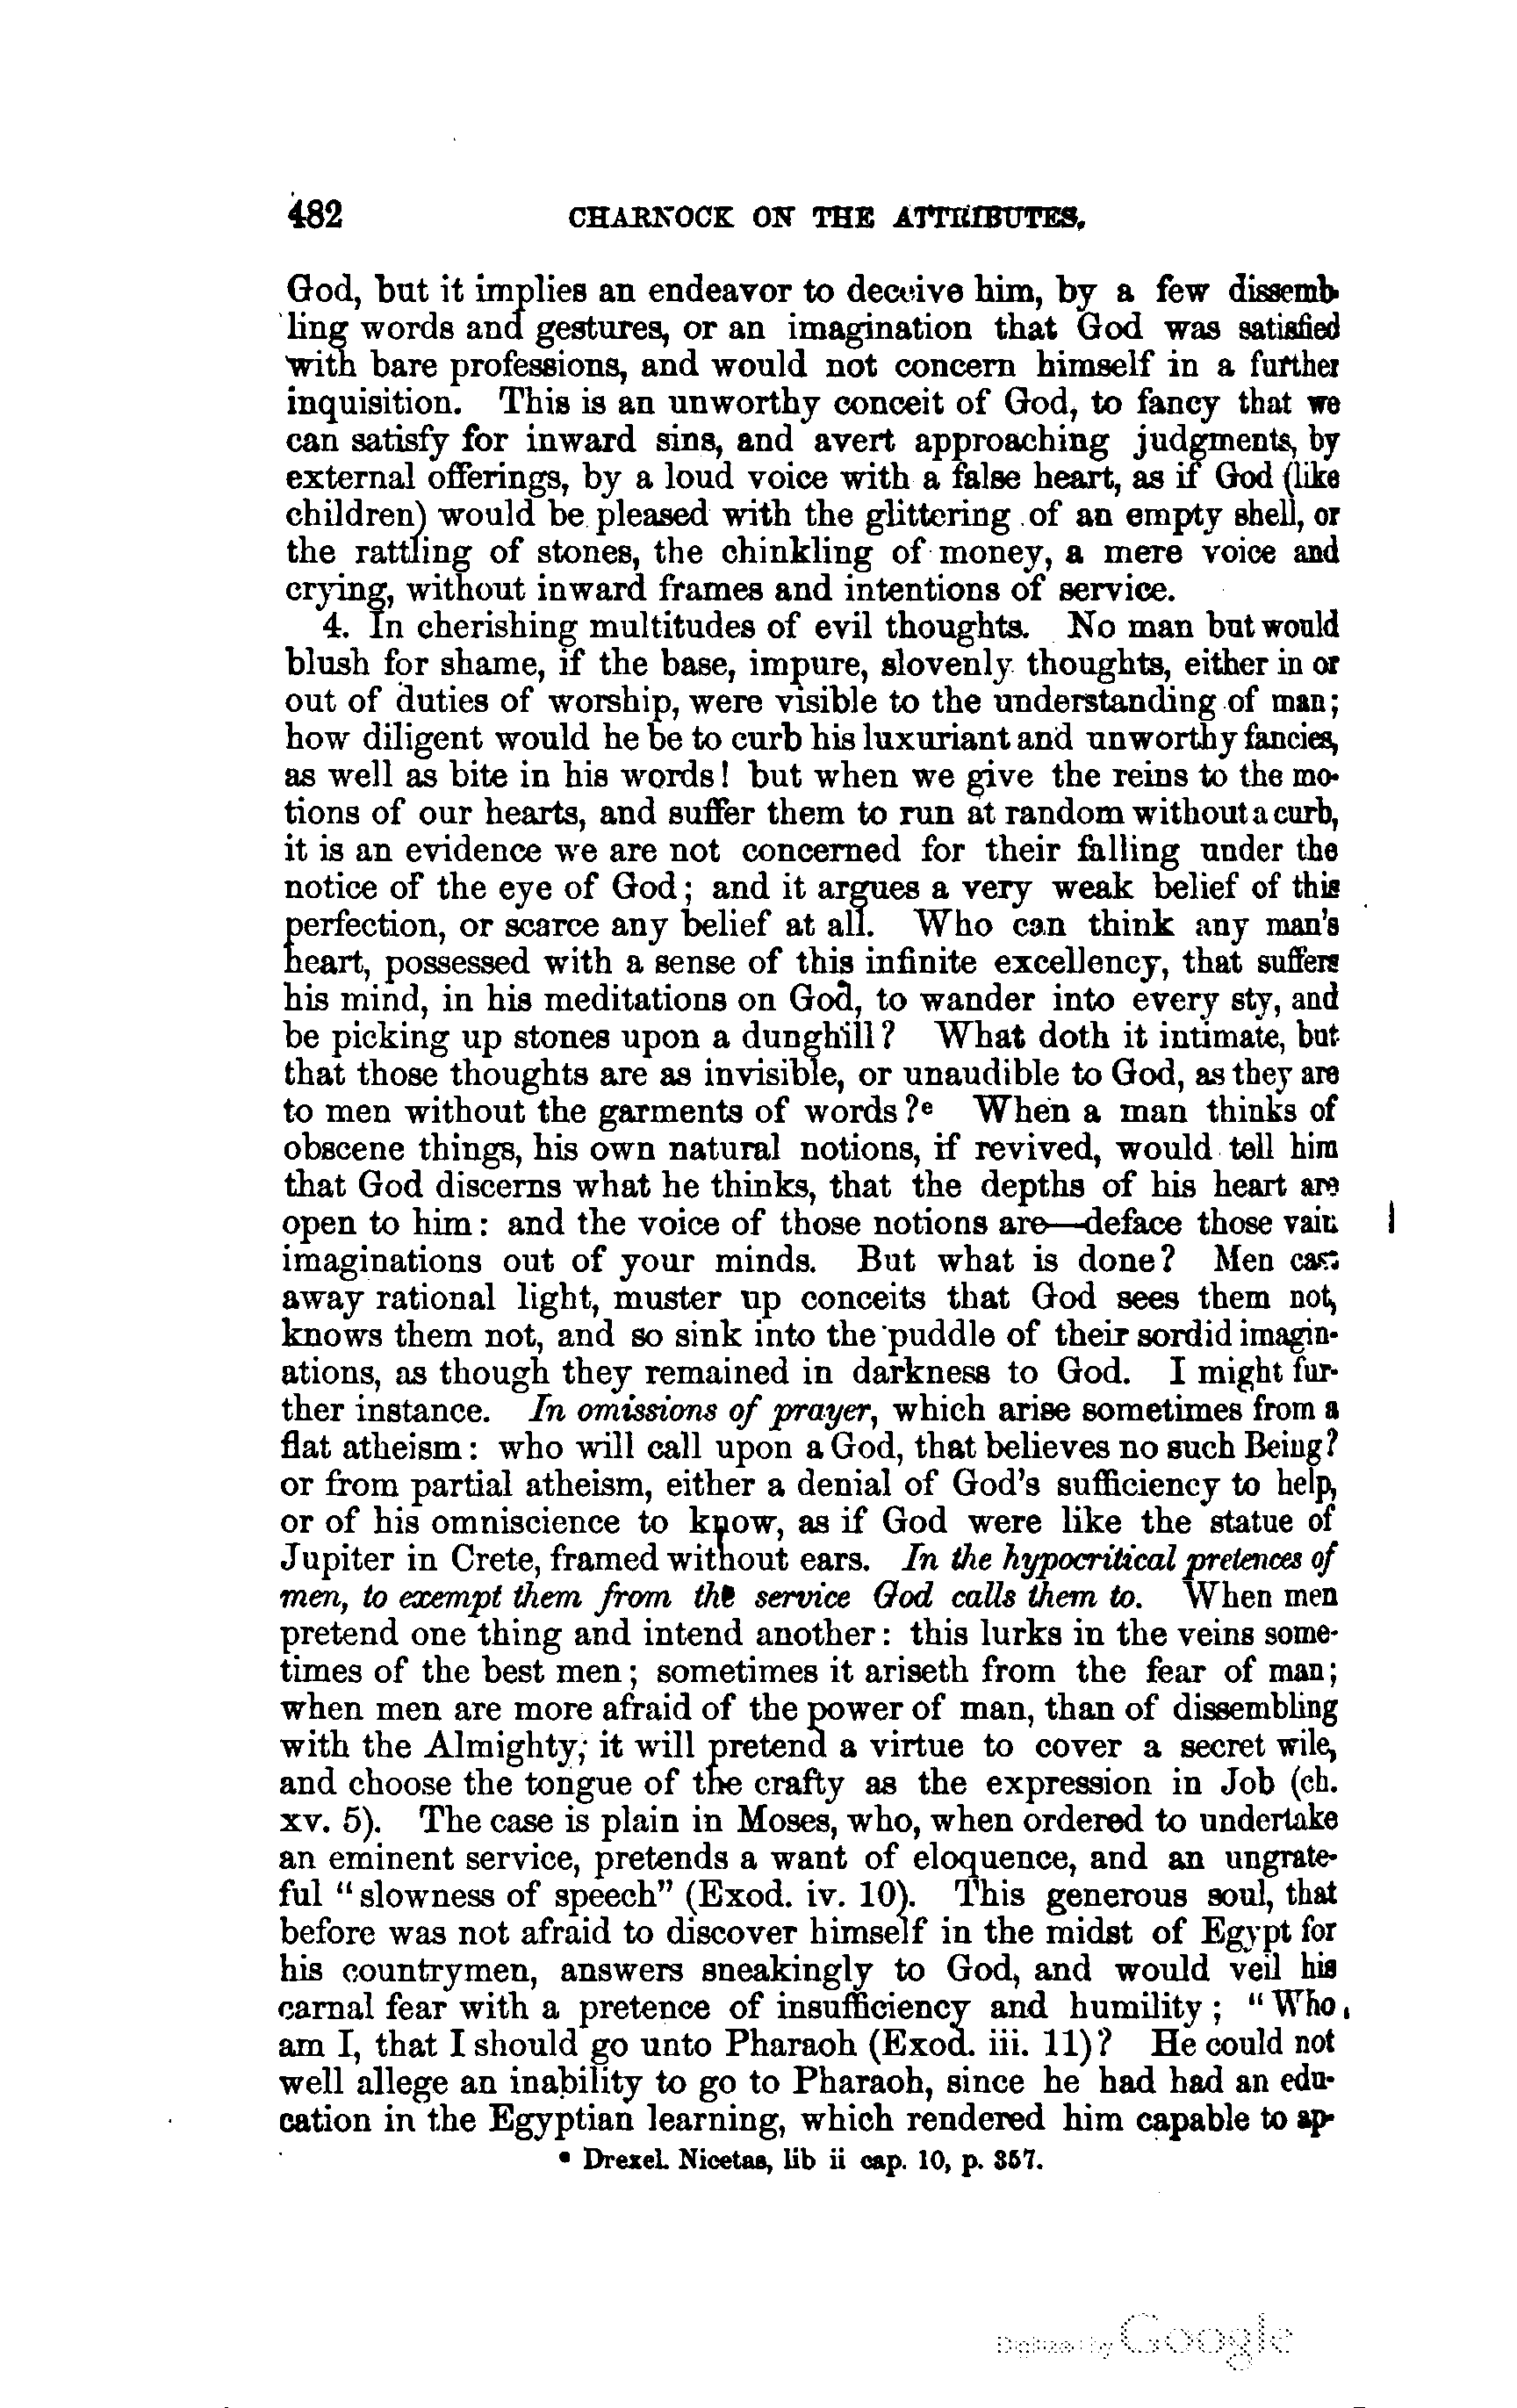 482 CHARNOCK ON THE ATTRIBUTES.
God, but it implies an endeavor to deceive him, by a few dissemb-
ling words and gestures, or an imagination that God was satisfied
with bare professions, and would not concern himself in a further
inquisition. This is an unworthy conceit of God, to fancy that we
can satisfy for inward sins, and avert approaching judgments, by
external offerings, by a loud voice with a false heart, as if God (like
children) would be pleased with the glittering of an empty shell, or
the rattling of stones, the chinkling of money, a mere voice and
crying, without inward frames and intentions of service.
4. In cherishing multitudes of evil thoughts. No man but would
blush for shame, if the base, impure, slovenly thoughts, either in or
out of duties of worship, were visible to the understanding of man;
how diligent would he be to curb his luxuriant and unworthy fancies,
as well as bite in his words! but when we give the reins to the mo-
tions of our hearts, and suffer them to run at random without a curb,
it is an evidence we are not concerned for their falling under the
notice of the eye of God; and it argues a very weak belief of this
perfection, or scarce any belief at all. Who can think any man's
heart, possessed with a sense of this infinite excellency, that suffers
his mind, in his meditations on God, to wander into every sty, and
be picking up stones upon a dunghill? What doth it intimate, but
that those thoughts are as invisible, or unaudible to God, as they are
to men without the garments of words?e When a man thinks of
obscene things, his own natural notions, if revived, would tell him
that God discerns what he thinks, that the depths of his heart are
open to him: and the voice of those notions are—deface those vain
imaginations out of your minds. But what is done? Men cast
away rational light, muster up conceits that God sees them not,
knows them not, and so sink into the puddle of their sordid imagin-
ations, as though they remained in darkness to God. I might fur-
ther instance. In omissions of prayer, which arise sometimes from a
flat atheism: who will call upon a God, that believes no such Being?
or from partial atheism, either a denial of God's sufficiency to help,
or of his omniscience to know, as if God were like the statue of
Jupiter in Crete, framed without ears. In the hypocritical pretences of
men, to exempt them from the service God calls them to. When men
pretend one thing and intend another: this lurks in the veins some-
times of the best men; sometimes it ariseth from the fear of man;
when men are more afraid of the power of man, than of dissembling
with the Almighty; it will pretend a virtue to cover a secret wile,
and choose the tongue of the crafty as the expression in Job (ch.
xv. 5). The case is plain in Moses, who, when ordered to undertake
an eminent service, pretends a want of eloquence, and an ungrate-
ful "slowness of speech" (Exod. iv. 10). This generous soul, that
before was not afraid to discover himself in the midst of Egypt for
his countrymen, answers sneakingly to God, and would veil his
carnal fear with a pretence of insufficiency and humility; "Who
am I, that I should go unto Pharaoh (Exod. iii. 11)? He could not
well allege an inability to go to Pharaoh, since he had had an edu-
cation in the Egyptian learning, which rendered him capable to ap-
e Drexel. Nicetas, lib ii cap. 10, p. 357.
Digitized by Google